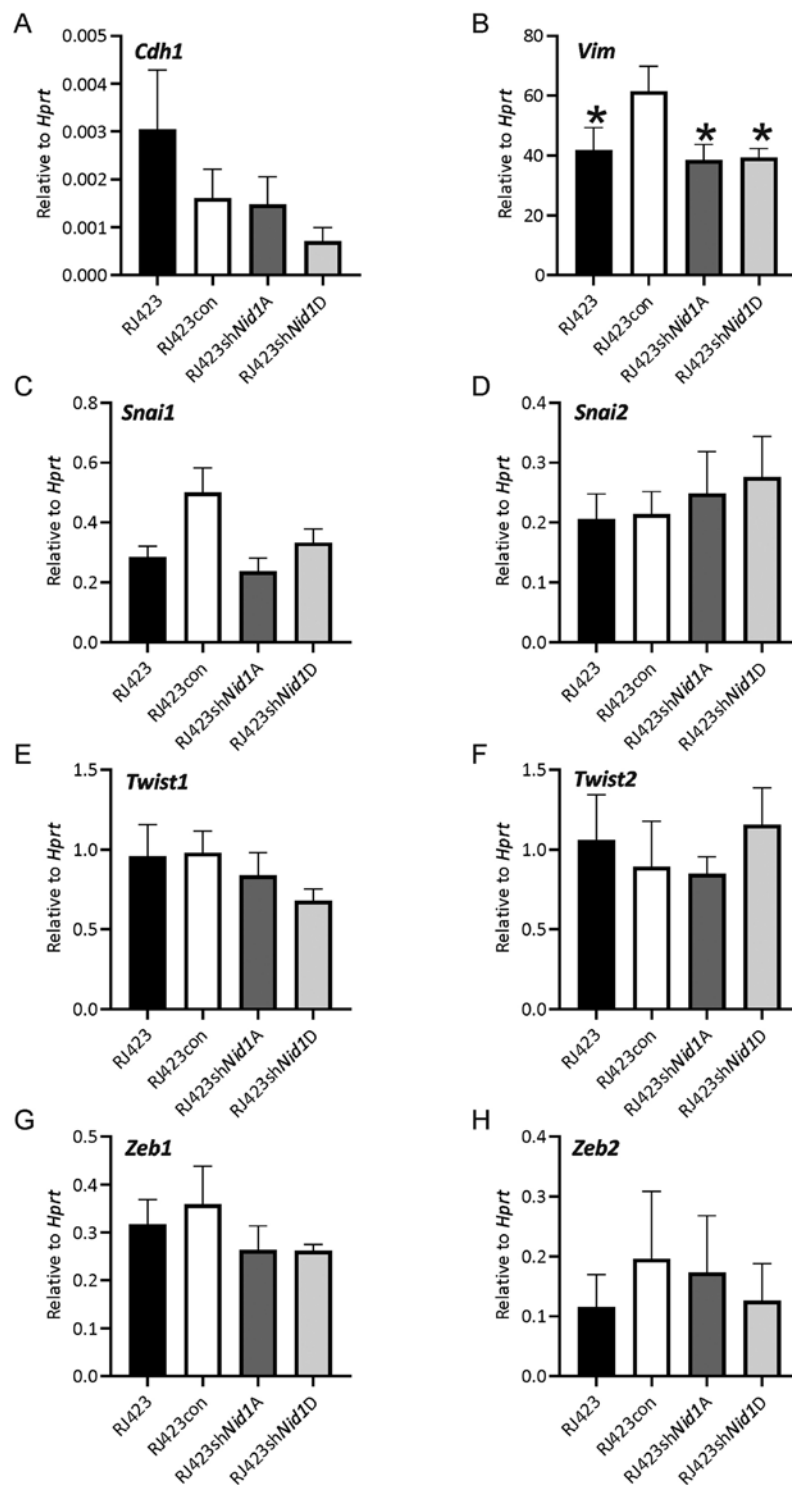 A
Cdh1
Relative to Hprt
0.005
0.004
0.003
0.002
0.001
0.000
RJ423
RJ423con
RJ423shNid1A
RJ423shNid1D
B
Vim
Relative to Hprt
80
60
40
20
0
*
*
*
RJ423
RJ423con
RJ423shNid1A
RJ423shNid1D
C
Snai1
Relative to Hprt
0.8
0.6
0.4
0.2
0.0
RJ423
RJ423con
RJ423shNid1A
RJ423shNid1D
D
Snai2
Relative to Hprt
0.4
0.3
0.2
0.1
0.0
RJ423
RJ423con
RJ423shNid1A
RJ423shNid1D
E
Twist1
Relative to Hprt
1.5
1.0
0.5
0.0
RJ423
RJ423con
RJ423shNid1A
RJ423shNid1D
F
Twist2
Relative to Hprt
1.5
1.0
0.5
0.0
RJ423
RJ423con
RJ423shNid1A
RJ423shNid1D
G
Zeb1
Relative to Hprt
0.5
0.4
0.3
0.2
0.1
0.0
RJ423
RJ423con
RJ423shNid1A
RJ423shNid1D
H
Zeb2
Relative to Hprt
0.4
0.3
0.2
0.1
0.0
RJ423
RJ423con
RJ423shNid1A
RJ423shNid1D